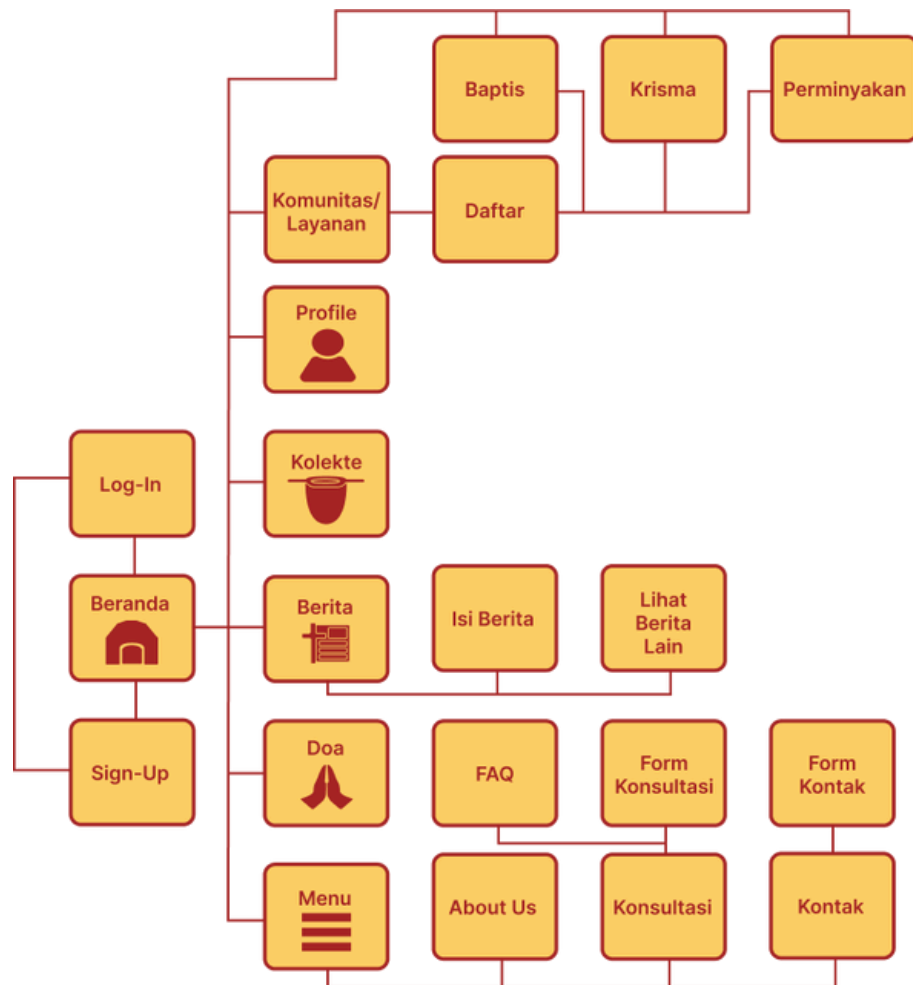 Baptis
Krisma
Perminyakan
Komunitas/
Layanan
Daftar
Profile
Kolekte
Log-In
Beranda
Sign-Up
Berita
Isi Berita
Lihat
Berita
Lain
Doa
FAQ
Form
Konsultasi
Form
Kontak
Menu
About Us
Konsultasi
Kontak